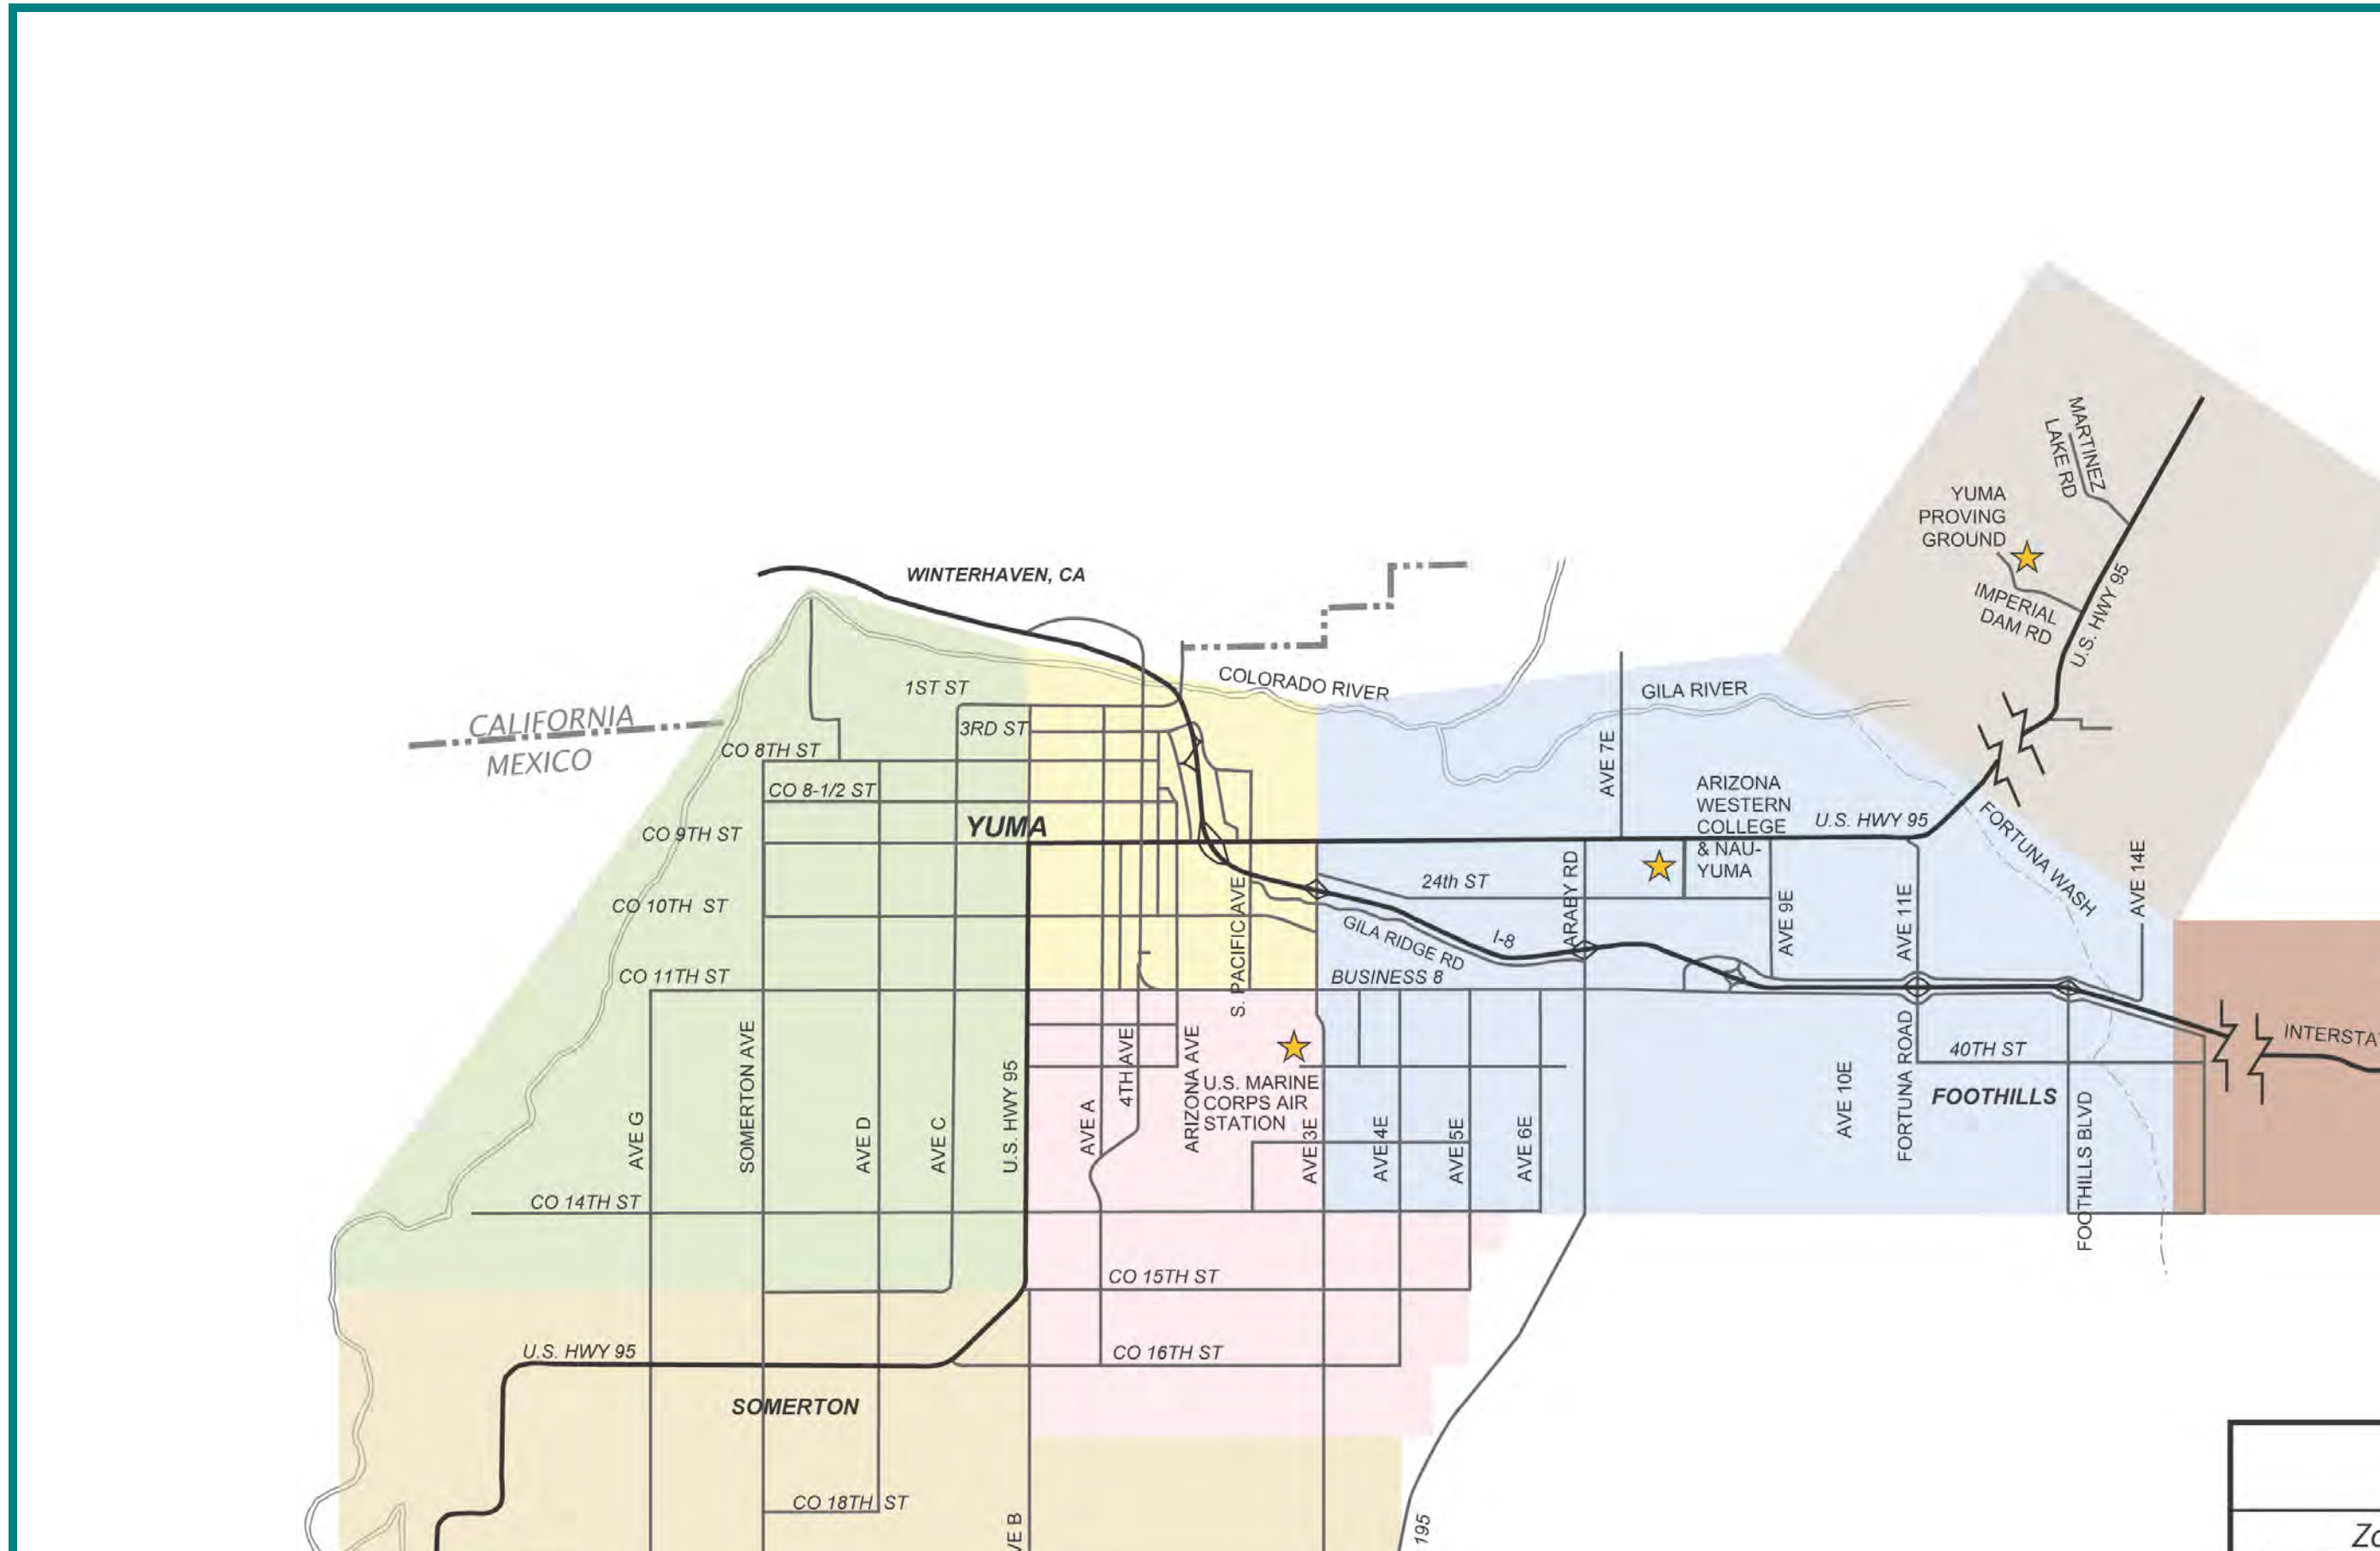 MARTINEZ
LAKE RD
YUMA
PROVING
GROUND
IMPERIAL
DAM RD
U.S. HWY 95
WINTERHAVEN, CA
COLORADO RIVER
GILA RIVER
CALIFORNIA
MEXICO
1ST ST
3RD ST
CO 8TH ST
CO 8-1/2 ST
CO 9TH ST
YUMA
AVE 7E
ARIZONA
WESTERN
COLLEGE
& NAU-
YUMA
U.S. HWY 95
FORTUNA WASH
AVE 14E
CO 10TH ST
S. PACIFIC AVE
24th ST
ARABY RD
AVE 9E
AVE 11E
GILA RIDGE RD
I-8
CO 11TH ST
BUSINESS 8
INTERSTA
SOMERTON AVE
AVE G
AVE D
AVE C
U.S. HWY 95
AVE A
4TH AVE
ARIZONA AVE
U.S. MARINE
CORPS AIR
STATION
AVE 3E
AVE 4E
AVE 5E
AVE 6E
AVE 10E
FORTUNA ROAD
40TH ST
FOOTHILLS
FOOTHILLS BLVD
CO 14TH ST
CO 15TH ST
U.S. HWY 95
CO 16TH ST
SOMERTON
CO 18TH ST
VE B
195
Zo